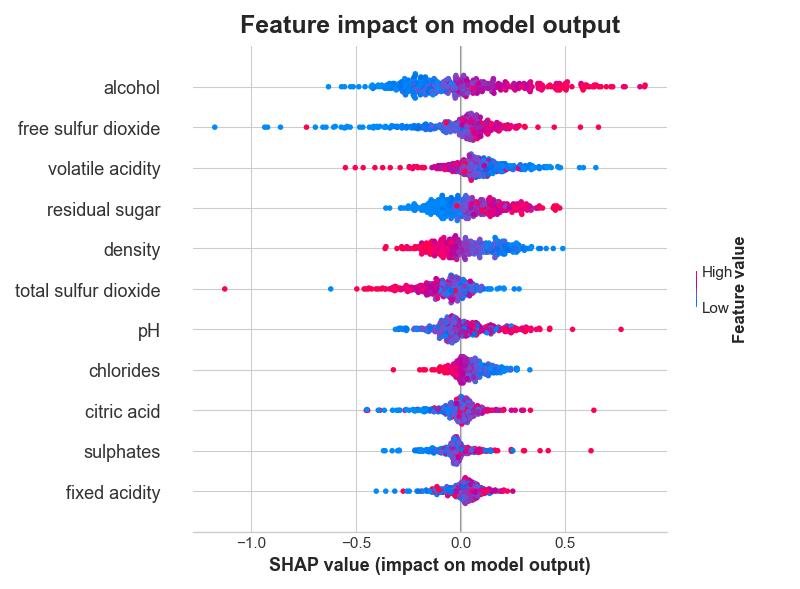 Feature impact on model output
alcohol
free sulfur dioxide
volatile acidity
residual sugar
density
total sulfur dioxide
pH
chlorides
citric acid
sulphates
fixed acidity
−1.0 −0.5 0.0 0.5
SHAP value (impact on model output)
High
Low
Feature value